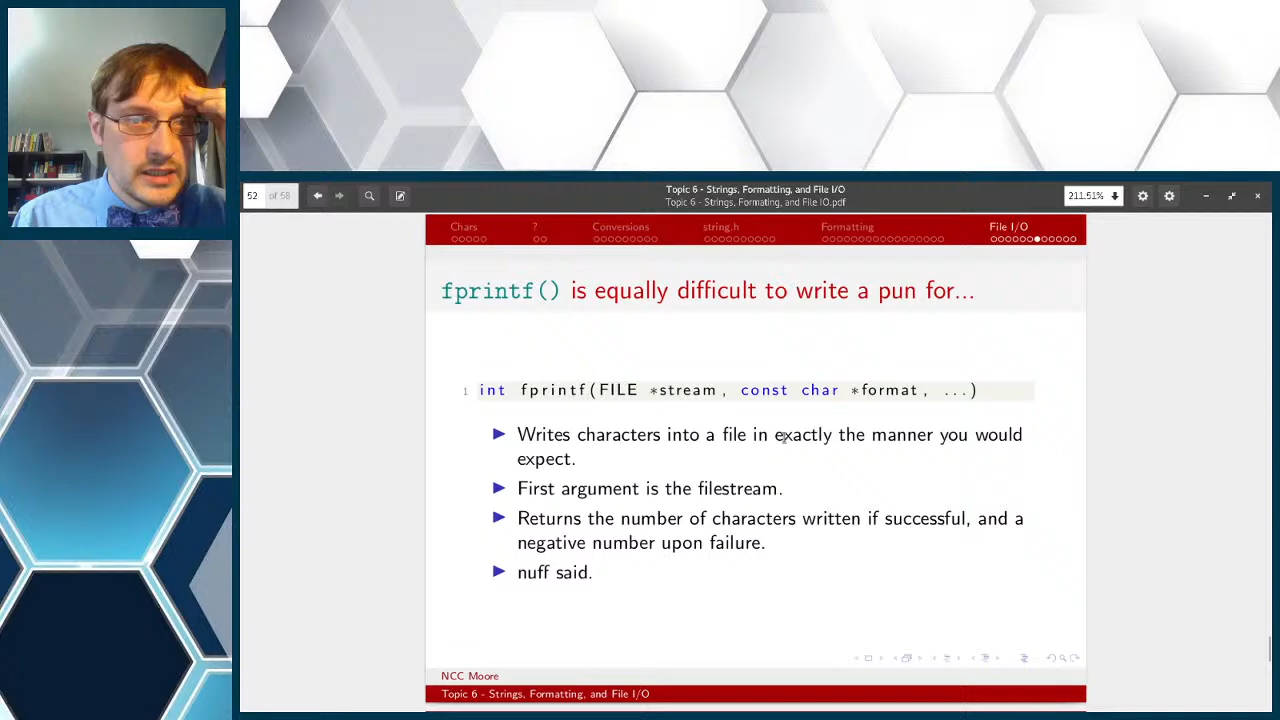 52 of 58
Topic 6 - Strings, Formatting, and File I/O
Topic 6 - Strings, Formating, and File IO.pdf
211.51%
Chars ? Conversions string.h Formatting File I/O
fprintf() is equally difficult to write a pun for...
1 int fprintf(FILE *stream, const char *format, ...)
Writes characters into a file in exactly the manner you would
expect.
First argument is the filestream.
Returns the number of characters written if successful, and a
negative number upon failure.
nuff said.
NCC Moore
Topic 6 - Strings, Formatting, and File I/O